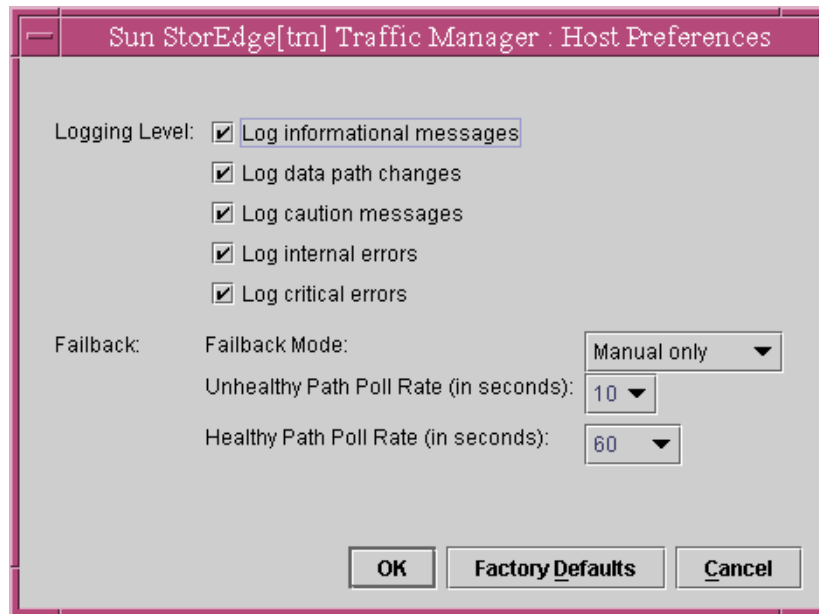 Sun StorEdge[tm] Traffic Manager : Host Preferences
Logging Level: Log informational messages
Log data path changes
Log caution messages
Log internal errors
Log critical errors
Failback: Failback Mode: Manual only
Unhealthy Path Poll Rate (in seconds): 10
Healthy Path Poll Rate (in seconds): 60
OK Factory Defaults Cancel